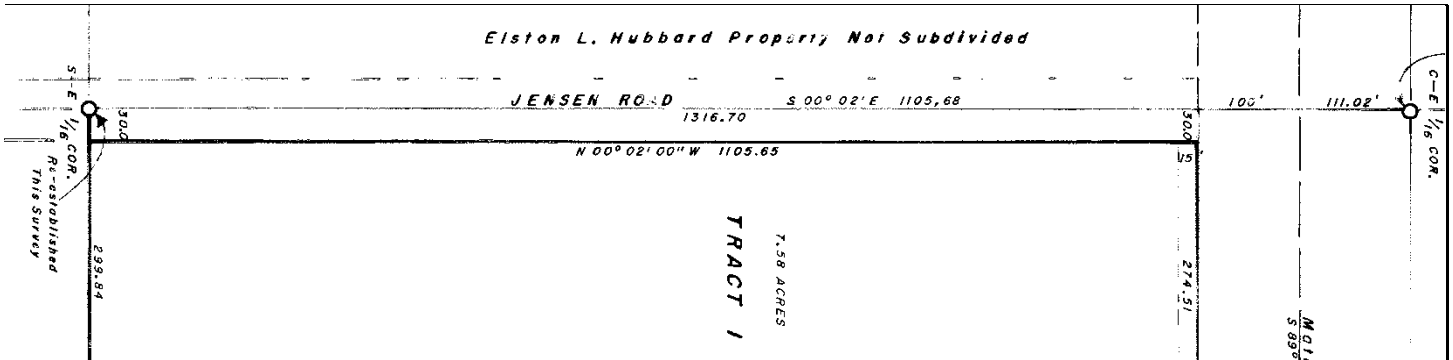 Elston L. Hubbard Property Not Subdivided
JENSEN ROAD
S 00° 02' E 1105,68
1316.70
100'
111.02'
S-E 1/16 COR.
Re-established
This Survey
30.0
N 00° 02' 00" W 1105.65
30.0
15'
C-E 1/16 COR.
299.84
TRACT 1
7.58 ACRES
274.51
S 89°